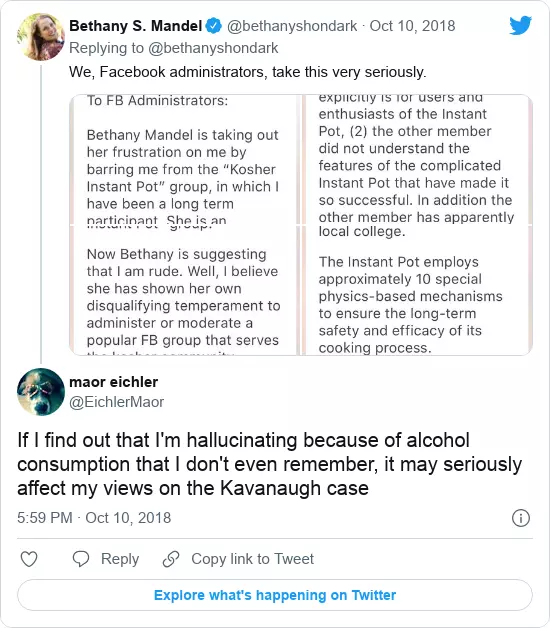 Bethany S. Mandel @bethanyshondark · Oct 10, 2018
Replying to @bethanyshondark
We, Facebook administrators, take this very seriously.
To FB Administrators:
Bethany Mandel is taking out
her frustration on me by
barring me from the “Kosher
Instant Pot” group, in which I
have been a long term
participant. She is an
explicitly is for users and
enthusiasts of the Instant
Pot, (2) the other member
did not understand the
features of the complicated
Instant Pot that have made it
so successful. In addition the
other member has apparently
Instant Pot” group.
Now Bethany is suggesting
that I am rude. Well, I believe
she has shown her own
disqualifying temperament to
administer or moderate a
popular FB group that serves
the kosher community
local college.
The Instant Pot employs
approximately 10 special
physics-based mechanisms
to ensure the long-term
safety and efficacy of its
cooking process.
maor eichler
@EichlerMaor
If I find out that I'm hallucinating because of alcohol
consumption that I don't even remember, it may seriously
affect my views on the Kavanaugh case
5:59 PM · Oct 10, 2018
Reply
Copy link to Tweet
Explore what's happening on Twitter